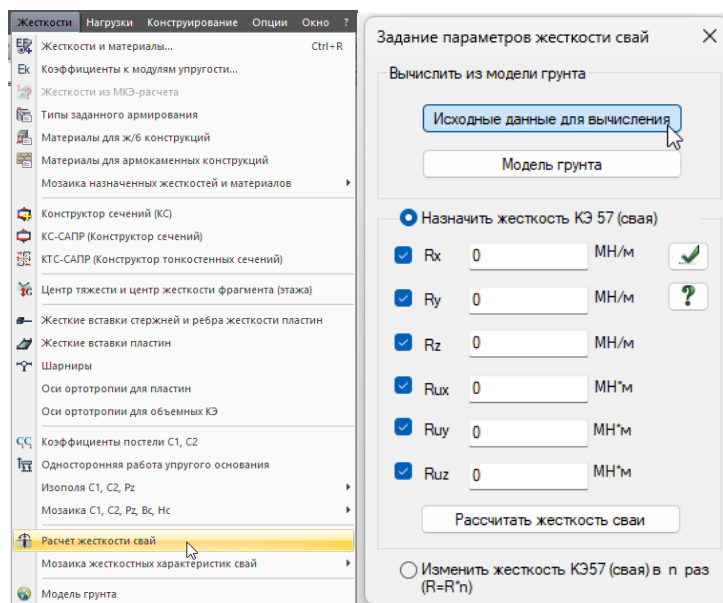 Жесткости Нагрузки Конструирование Опции Окно ?
Жесткости и материалы... Ctrl+R
Коэффициенты к модулям упругости...
Жесткости из МКЭ-расчета
Типы заданного армирования
Материалы для ж/б конструкций
Материалы для армокаменных конструкций
Мозаика назначенных жесткостей и материалов
Конструктор сечений (КС)
КС-САПР (Конструктор сечений)
КТС-САПР (Конструктор тонкостенных сечений)
Центр тяжести и центр жесткости фрагмента (этажа)
Жесткие вставки стержней и ребра жесткости пластин
Жесткие вставки пластин
Шарниры
Оси ортотропии для пластин
Оси ортотропии для объемных КЭ
Коэффициенты постели C1, C2
Односторонняя работа упругого основания
Изополя C1, C2, Pz
Мозаика C1, C2, Pz, Bc, Hc
Расчет жесткости свай
Мозаика жесткостных характеристик свай
Модель грунта
Задание параметров жесткости свай
Вычислить из модели грунта
Исходные данные для вычисления
Модель грунта
Назначить жесткость КЭ 57 (свая)
Rx 0 МН/м
Ry 0 МН/м ?
Rz 0 МН/м
Rux 0 МН*м
Ruy 0 МН*м
Ruz 0 МН*м
Рассчитать жесткость сваи
Изменить жесткость КЭ57 (свая) в n раз
(R=R*n)